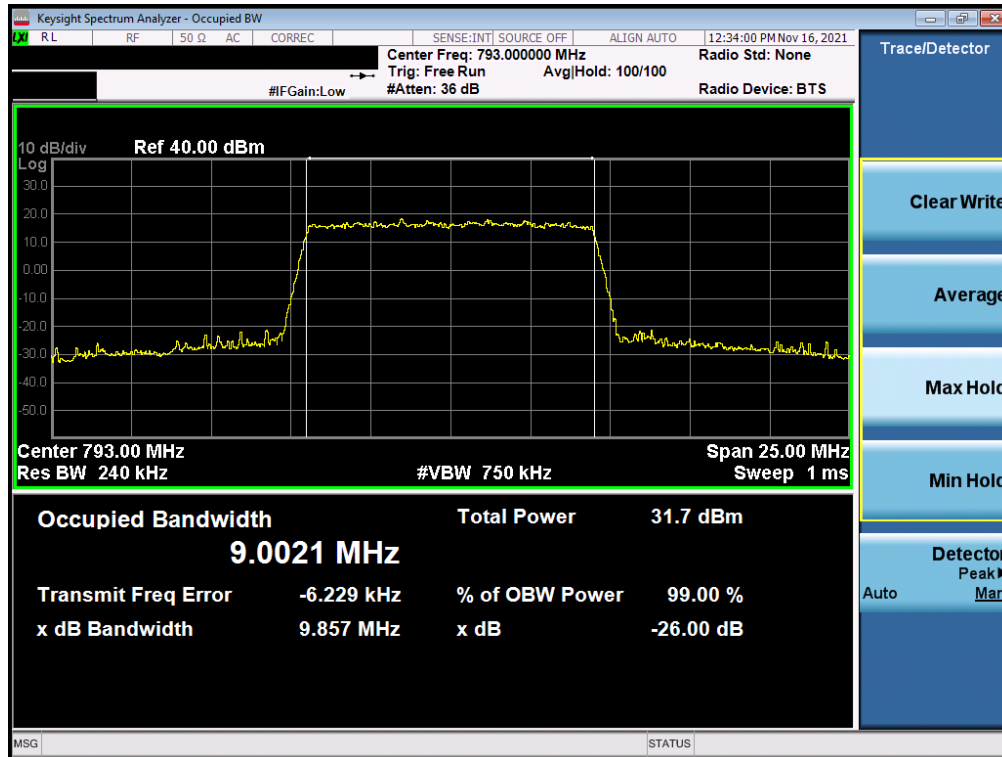 Keysight Spectrum Analyzer - Occupied BW
LXI RL RF 50 Ω AC CORREC SENSE:INT SOURCE OFF ALIGN AUTO 12:34:00 PM Nov 16, 2021
Center Freq: 793.000000 MHz Radio Std: None
Trig: Free Run Avg|Hold: 100/100
#IFGain:Low #Atten: 36 dB Radio Device: BTS
Trace/Detector
10 dB/div Ref 40.00 dBm
Log
30.0
20.0
10.0
0.00
-10.0
-20.0
-30.0
-40.0
-50.0
Center 793.00 MHz Span 25.00 MHz
Res BW 240 kHz #VBW 750 kHz Sweep 1 ms
Occupied Bandwidth Total Power 31.7 dBm
9.0021 MHz
Transmit Freq Error -6.229 kHz % of OBW Power 99.00 %
x dB Bandwidth 9.857 MHz x dB -26.00 dB
Clear Write
Average
Max Hold
Min Hold
Detector
Peak▶
Auto Man
MSG STATUS